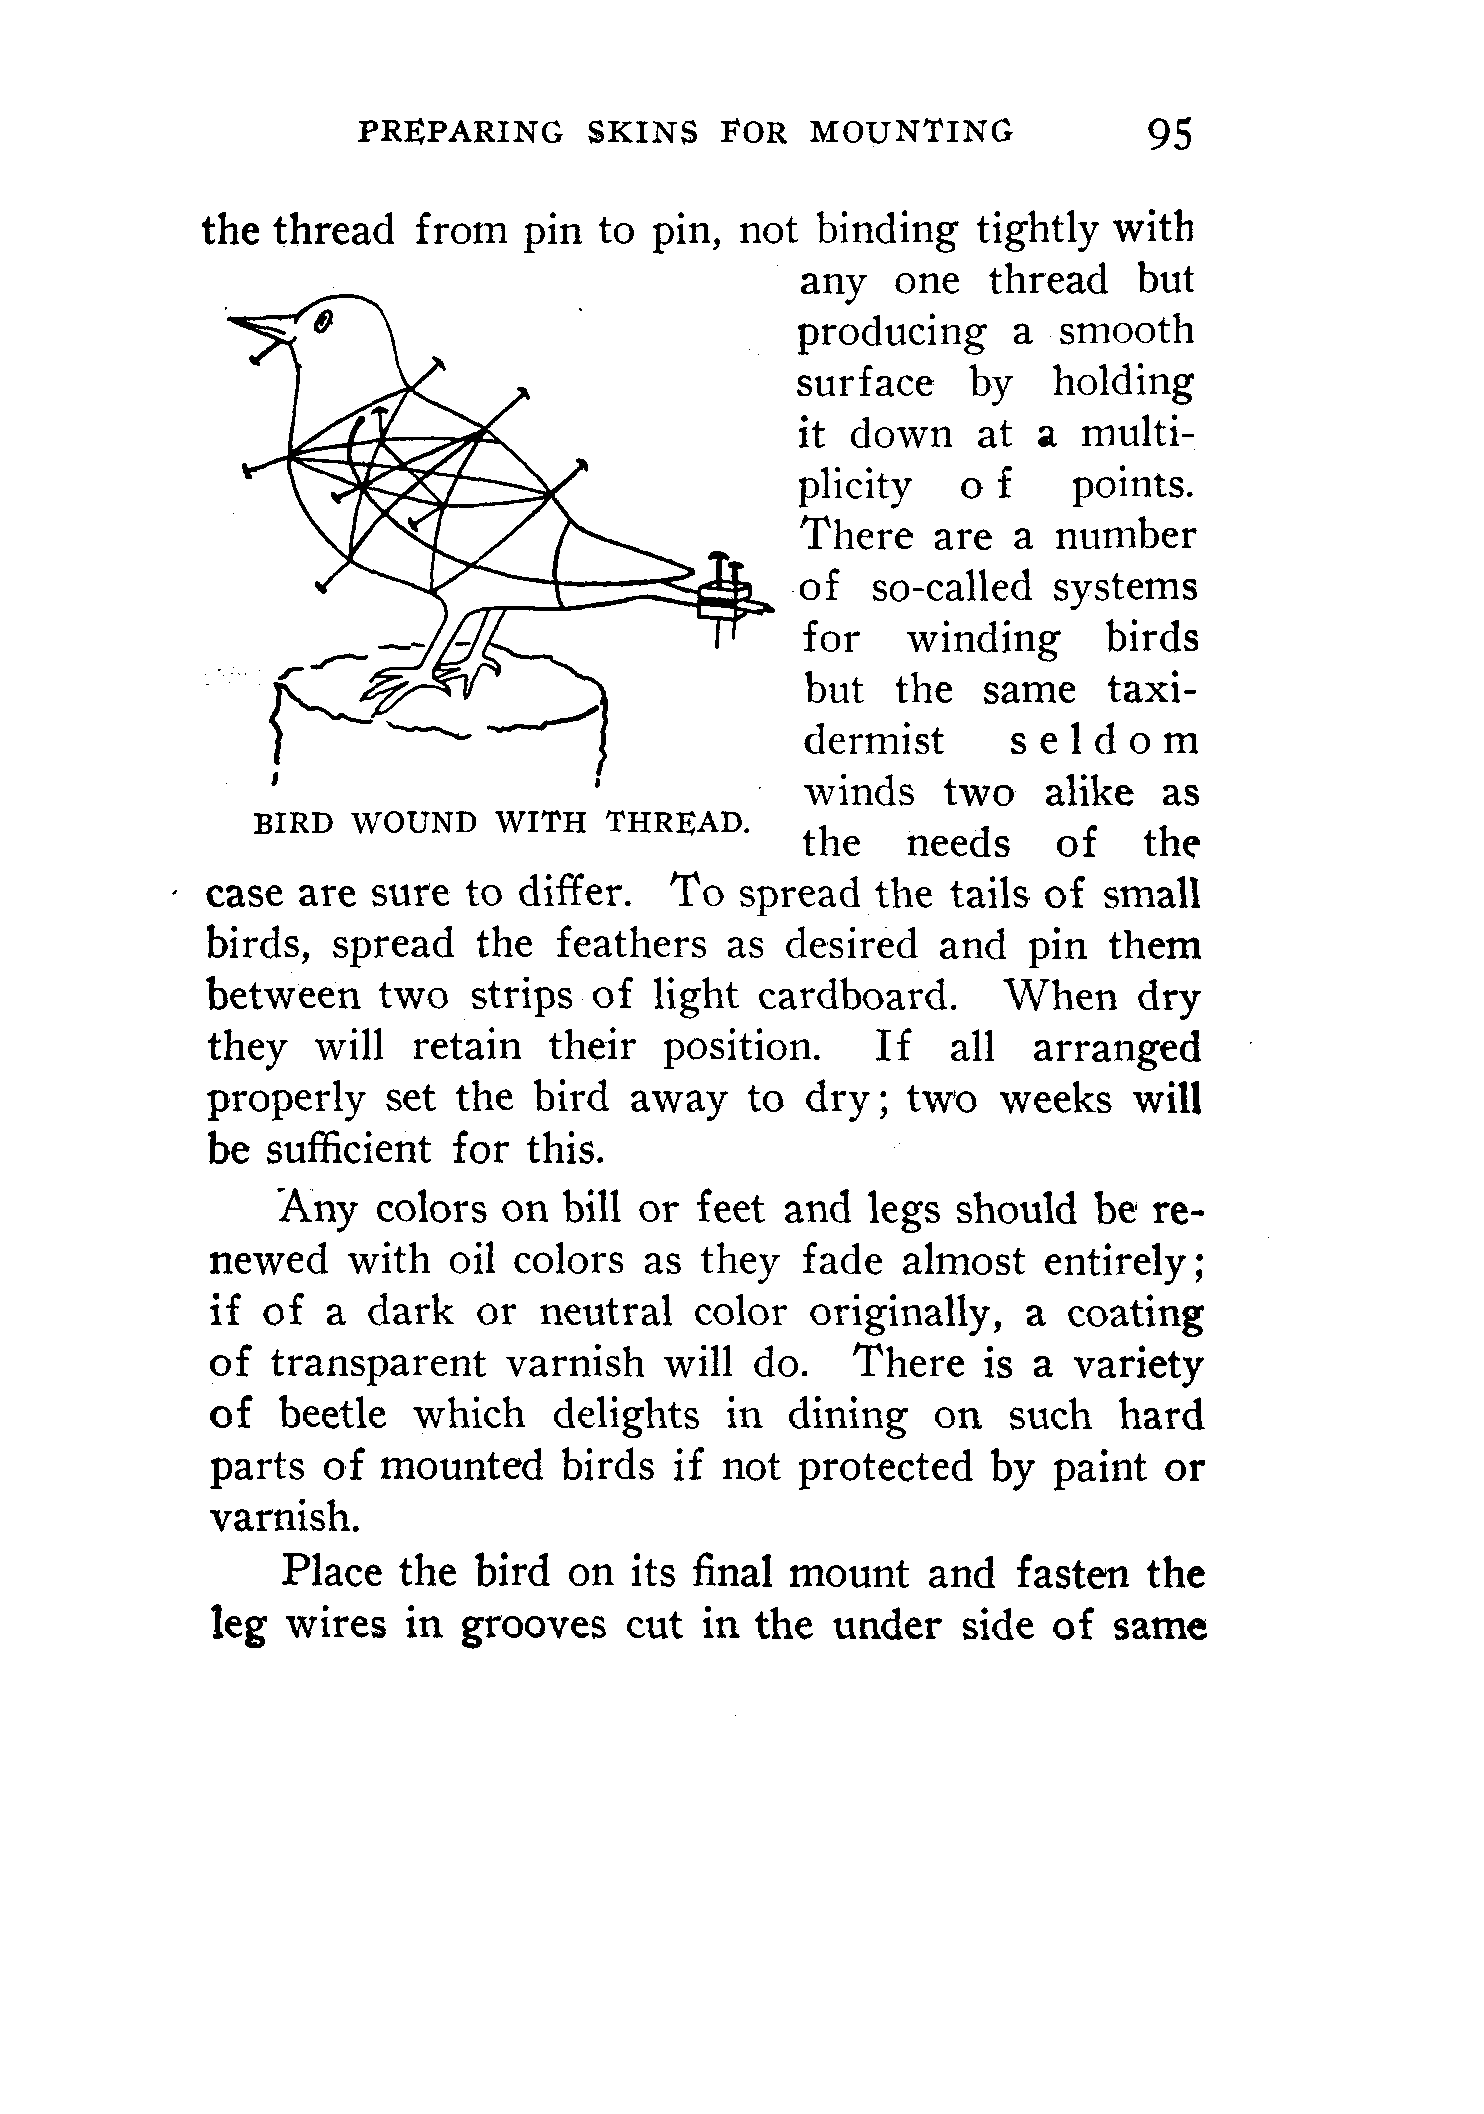 PREPARING SKINS FOR MOUNTING 95
the thread from pin to pin, not binding tightly with
any one thread but
producing a smooth
surface by holding
it down at a multi-
plicity of points.
There are a number
of so-called systems
for winding birds
but the same taxi-
dermist seldom
winds two alike as
the needs of the
BIRD WOUND WITH THREAD.
case are sure to differ. To spread the tails of small
birds, spread the feathers as desired and pin them
between two strips of light cardboard. When dry
they will retain their position. If all arranged
properly set the bird away to dry; two weeks will
be sufficient for this.
Any colors on bill or feet and legs should be re-
newed with oil colors as they fade almost entirely;
if of a dark or neutral color originally, a coating
of transparent varnish will do. There is a variety
of beetle which delights in dining on such hard
parts of mounted birds if not protected by paint or
varnish.
Place the bird on its final mount and fasten the
leg wires in grooves cut in the under side of same